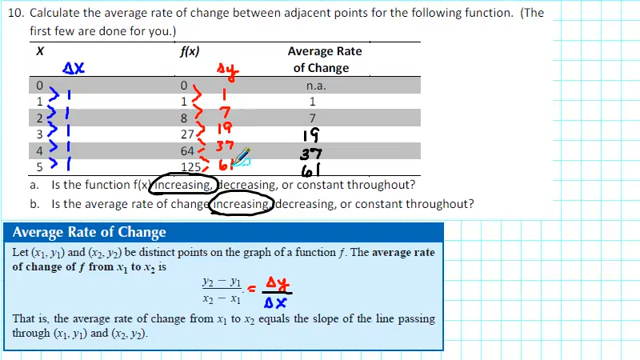 10. Calculate the average rate of change between adjacent points for the following function. (The
first few are done for you.)
X f(x) Average Rate
ΔX Δy of Change
0 0 n.a.
> 1 > 1
1 1 1
> 1 > 7
2 8 7
> 1 > 19
3 27 19
> 1 > 37
4 64 37
> 1 > 61
5 125 61
a. Is the function f(x) increasing, decreasing, or constant throughout?
b. Is the average rate of change increasing, decreasing, or constant throughout?
Average Rate of Change
Let (x₁, y₁) and (x₂, y₂) be distinct points on the graph of a function f. The average rate
of change of f from x₁ to x₂ is
y₂ − y₁ = Δy
x₂ − x₁ ΔX
That is, the average rate of change from x₁ to x₂ equals the slope of the line passing
through (x₁, y₁) and (x₂, y₂).